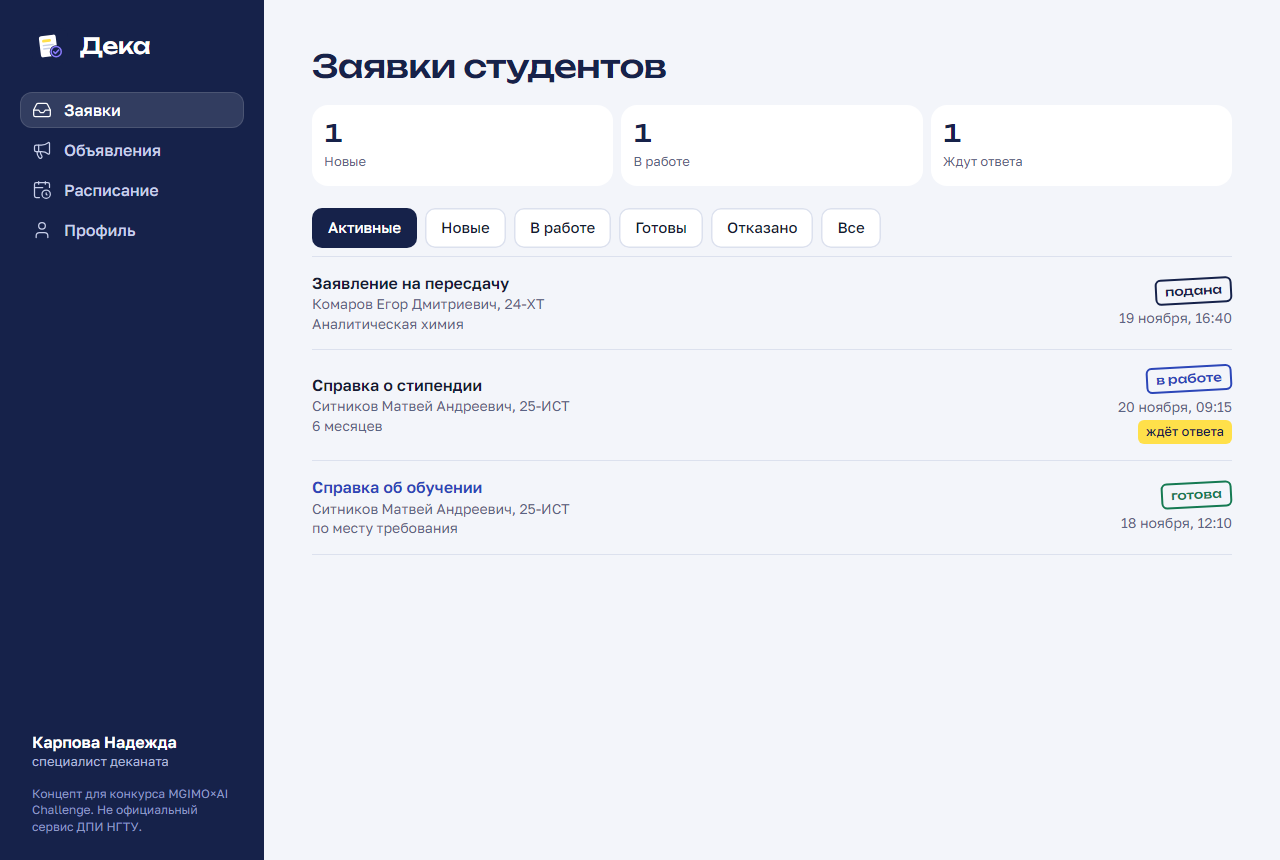 Дека
Заявки
Объявления
Расписание
Профиль
Карпова Надежда
специалист деканата
Концепт для конкурса MGIMO×AI
Challenge. Не официальный
сервис ДПИ НГТУ.
Заявки студентов
1
Новые
1
В работе
1
Ждут ответа
Активные
Новые
В работе
Готовы
Отказано
Все
Заявление на пересдачу
Комаров Егор Дмитриевич, 24-ХТ
Аналитическая химия
подана
19 ноября, 16:40
Справка о стипендии
Ситников Матвей Андреевич, 25-ИСТ
6 месяцев
в работе
20 ноября, 09:15
ждёт ответа
Справка об обучении
Ситников Матвей Андреевич, 25-ИСТ
по месту требования
готова
18 ноября, 12:10